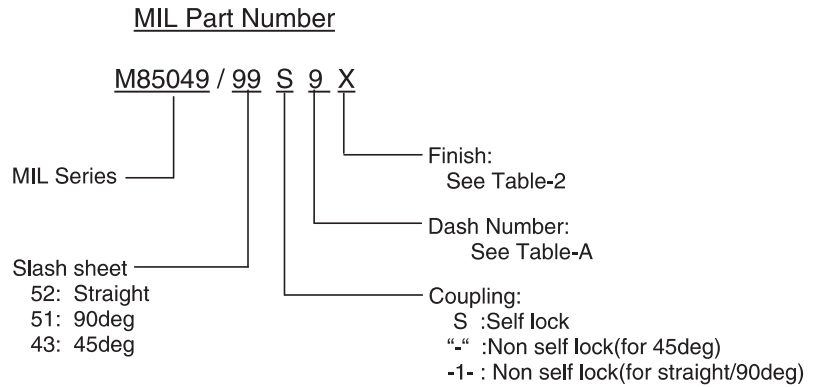 MIL Part Number
M85049 / 99 S 9 X
MIL Series
Finish:
See Table-2
Dash Number:
See Table-A
Slash sheet
52: Straight
51: 90deg
43: 45deg
Coupling:
S :Self lock
“-“ :Non self lock(for 45deg)
-1- : Non self lock(for straight/90deg)